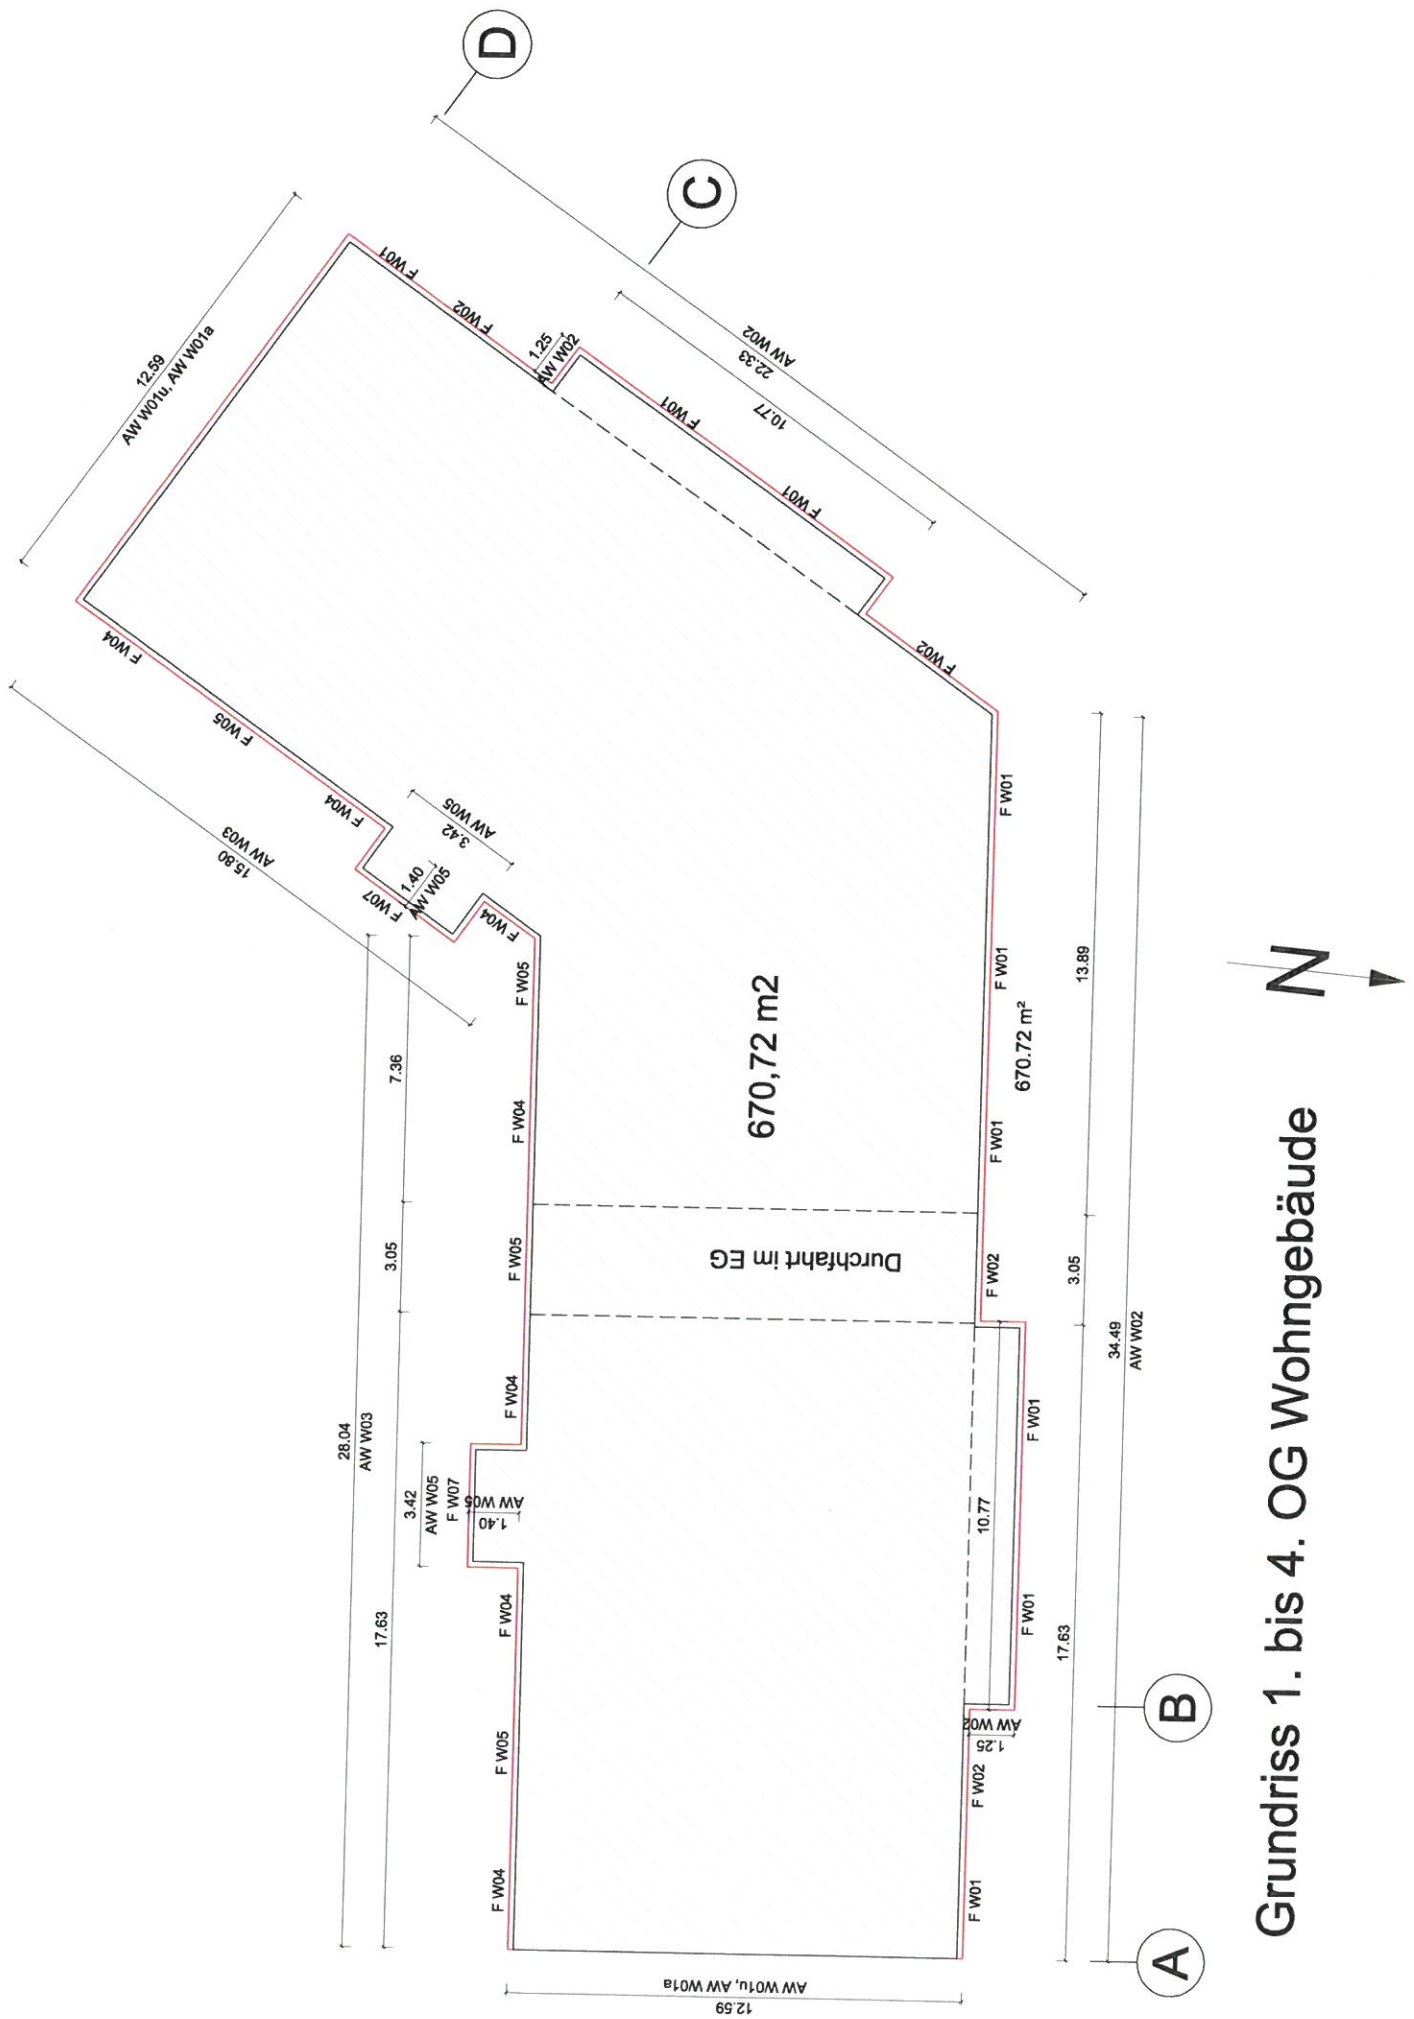 D
C
12.59
AW W01u, AW W01a
F W01
F W02
1.25
AW W02
F W01
F W01
10.77
22.33
AW W02
F W02
F W04
F W05
F W04
15.80
AW W03
3.42
AW W05
1.40
AW W05
F W07
F W04
28.04
AW W03
7.36
3.05
17.63
3.42
AW W05
F W07
1.40
AW W05
F W05
F W04
F W05
F W04
F W04
F W05
F W04
670,72 m2
Durchfahrt im EG
F W01
F W01
F W01
F W02
F W01
F W01
F W02
F W01
670.72 m²
13.89
3.05
17.63
10.77
1.25
AW W02
34.49
AW W02
AW W01u, AW W01a
12.59
B
A
N
Grundriss 1. bis 4. OG Wohngebäude